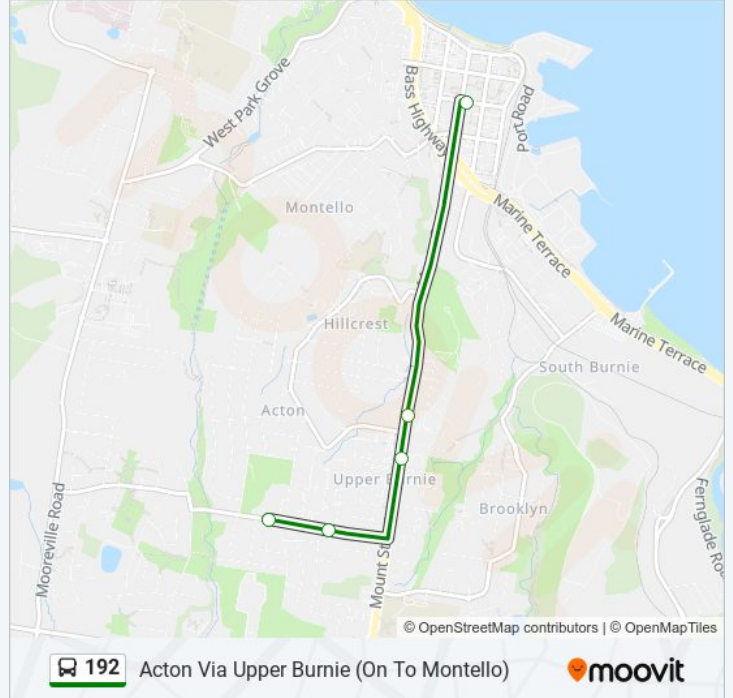 West Park Grove
Bass Highway
Port Road
Montello
Marine Terrace
Hillcrest
Marine Terrace
South Burnie
Acton
Upper Burnie
Brooklyn
Mooreville Road
Mount St
Fernglade Ro
© OpenStreetMap contributors | © OpenMapTiles
192 Acton Via Upper Burnie (On To Montello) moovit